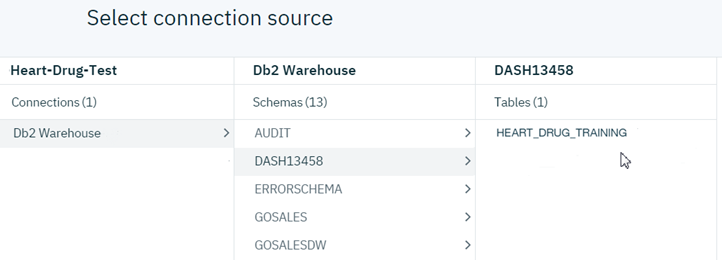 Select connection source
Heart-Drug-Test
Connections (1)
Db2 Warehouse
Db2 Warehouse
Schemas (13)
AUDIT
DASH13458
ERRORSCHEMA
GOSALES
GOSALESDW
DASH13458
Tables (1)
HEART_DRUG_TRAINING